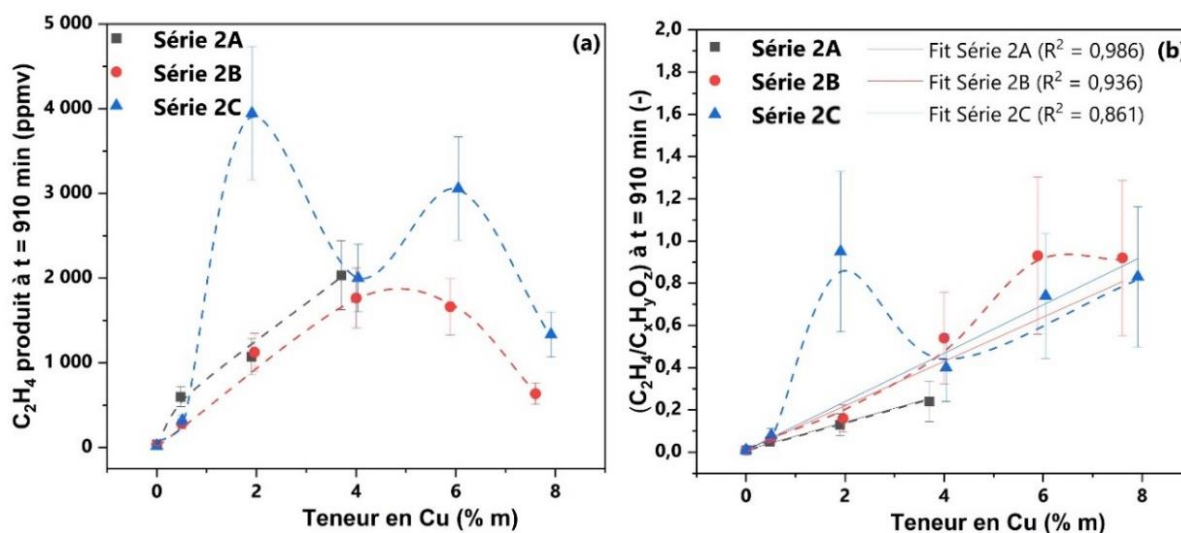 5 000
4 000
3 000
2 000
1 000
0
C₂H₄ produit à t = 910 min (ppmv)
Série 2A
Série 2B
Série 2C
(a)
0 2 4 6 8
Teneur en Cu (% m)
2,0
1,8
1,6
1,4
1,2
1,0
0,8
0,6
0,4
0,2
0,0
(C₂H₄/CₓHᵧO_z) à t = 910 min (-)
Série 2A Fit Série 2A (R² = 0,986)
Série 2B Fit Série 2B (R² = 0,936)
Série 2C Fit Série 2C (R² = 0,861)
(b)
0 2 4 6 8
Teneur en Cu (% m)